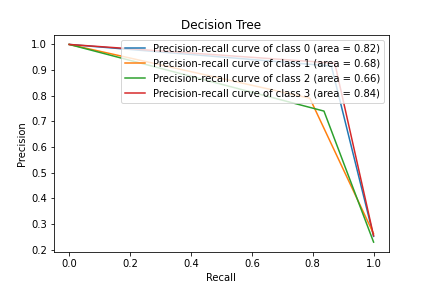 Decision Tree
Precision-recall curve of class 0 (area = 0.82)
Precision-recall curve of class 1 (area = 0.68)
Precision-recall curve of class 2 (area = 0.66)
Precision-recall curve of class 3 (area = 0.84)
Precision
1.0
0.9
0.8
0.7
0.6
0.5
0.4
0.3
0.2
0.0 0.2 0.4 0.6 0.8 1.0
Recall